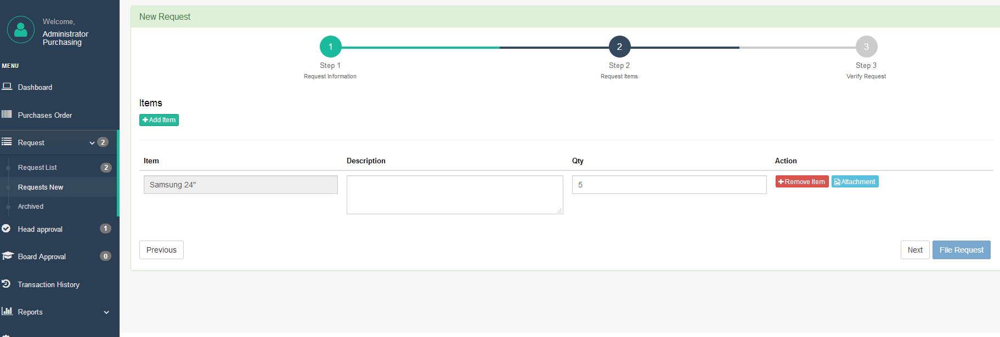 Welcome,
Administrator
Purchasing
MENU
Dashboard
Purchases Order
Request 2
Request List 2
Requests New
Archived
Head approval 1
Board Approval 0
Transaction History
Reports
New Request
1 2 3
Step 1 Step 2 Step 3
Request Information Request Items Verify Request
Items
Add Item
Item Description Qty Action
Samsung 24" 5 Remove Item Attachment
Previous Next File Request